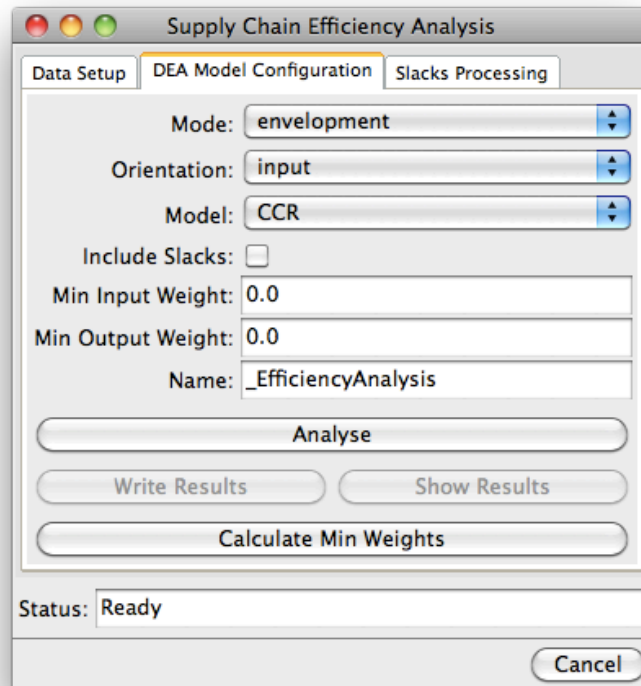 Supply Chain Efficiency Analysis
Data Setup DEA Model Configuration Slacks Processing
Mode: envelopment
Orientation: input
Model: CCR
Include Slacks:
Min Input Weight: 0.0
Min Output Weight: 0.0
Name: _EfficiencyAnalysis
Analyse
Write Results Show Results
Calculate Min Weights
Status: Ready
Cancel